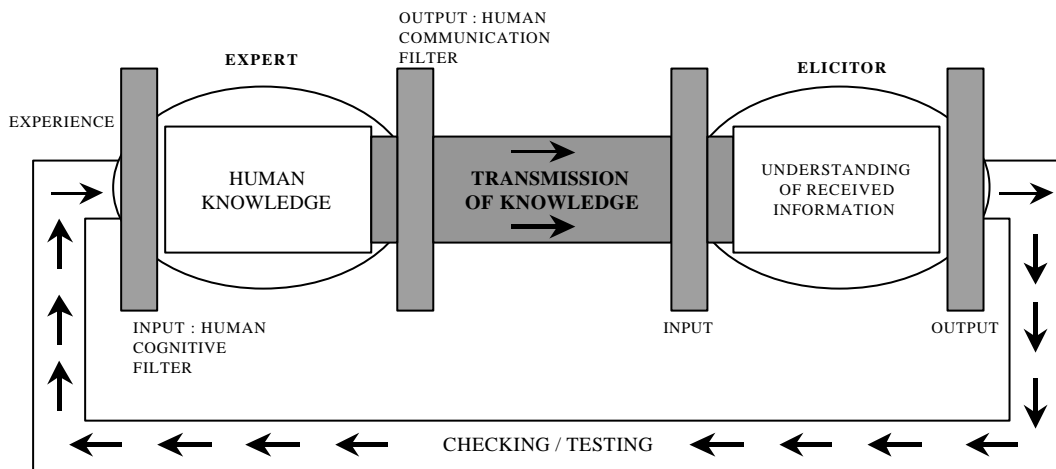 OUTPUT : HUMAN
COMMUNICATION
FILTER
EXPERT
ELICITOR
EXPERIENCE
HUMAN
KNOWLEDGE
TRANSMISSION
OF KNOWLEDGE
UNDERSTANDING
OF RECEIVED
INFORMATION
INPUT : HUMAN
COGNITIVE
FILTER
INPUT
OUTPUT
CHECKING / TESTING